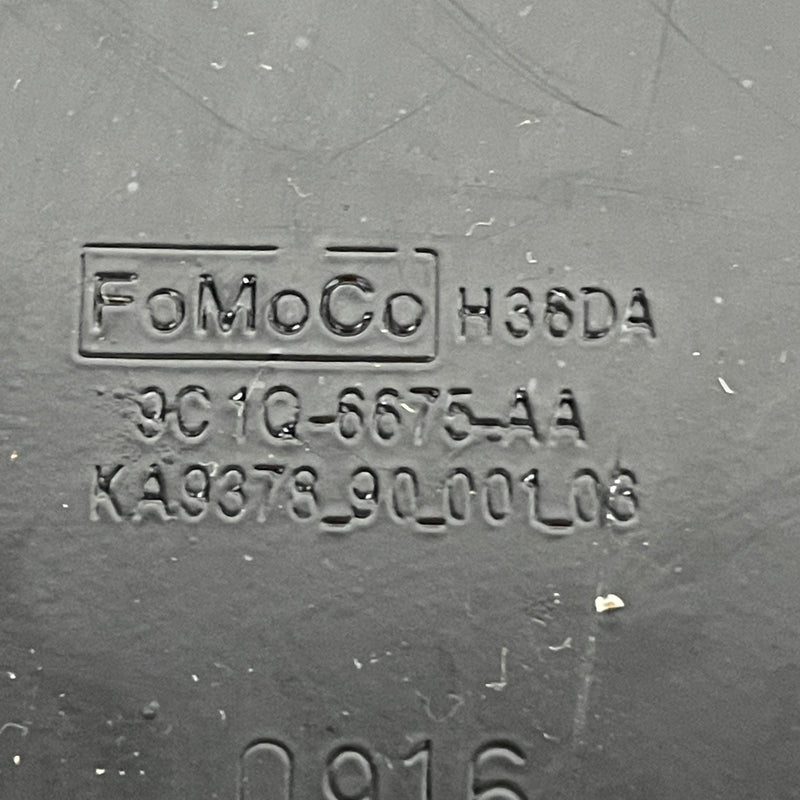 FoMoCo H36DA
9C1Q-6675-AA
KA9378_90_001_03
0916